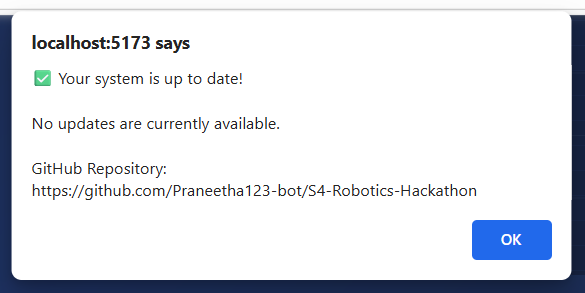 localhost:5173 says
✅ Your system is up to date!
No updates are currently available.
GitHub Repository:
https://github.com/Praneetha123-bot/S4-Robotics-Hackathon
OK